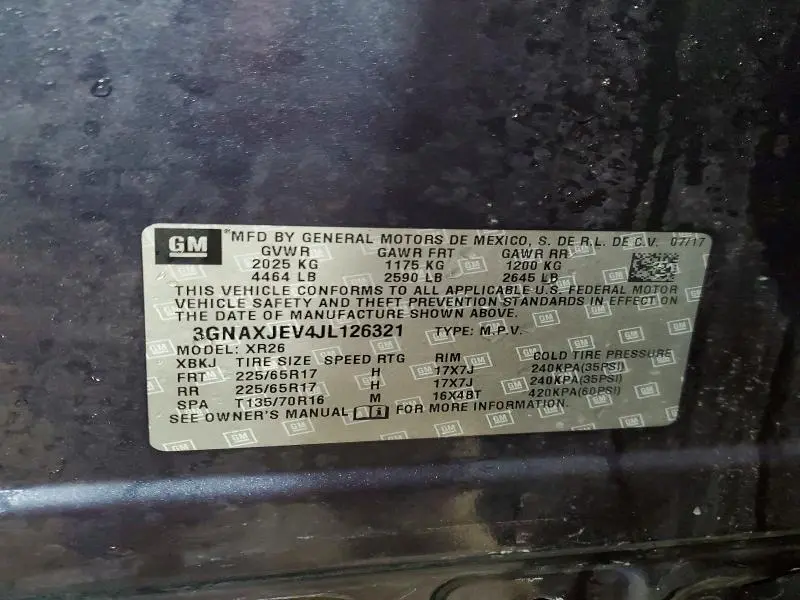 GM *MFD BY GENERAL MOTORS DE MEXICO, S. DE R.L. DE C.V. 07/17
GVWR GAWR FRT GAWR RR
2025 KG 1175 KG 1200 KG
4464 LB 2590 LB 2645 LB
THIS VEHICLE CONFORMS TO ALL APPLICABLE U.S. FEDERAL MOTOR
VEHICLE SAFETY AND THEFT PREVENTION STANDARDS IN EFFECT ON
THE DATE OF MANUFACTURE SHOWN ABOVE.
3GNAXJEV4JL126321 TYPE: M.P.V.
MODEL: XR26
XBKJ TIRE SIZE SPEED RTG RIM COLD TIRE PRESSURE
FRT 225/65R17 H 17X7J 240KPA(35PSI)
RR 225/65R17 H 17X7J 240KPA(35PSI)
SPA T135/70R16 M 16X4BT 420KPA(60PSI)
SEE OWNER'S MANUAL i FOR MORE INFORMATION.